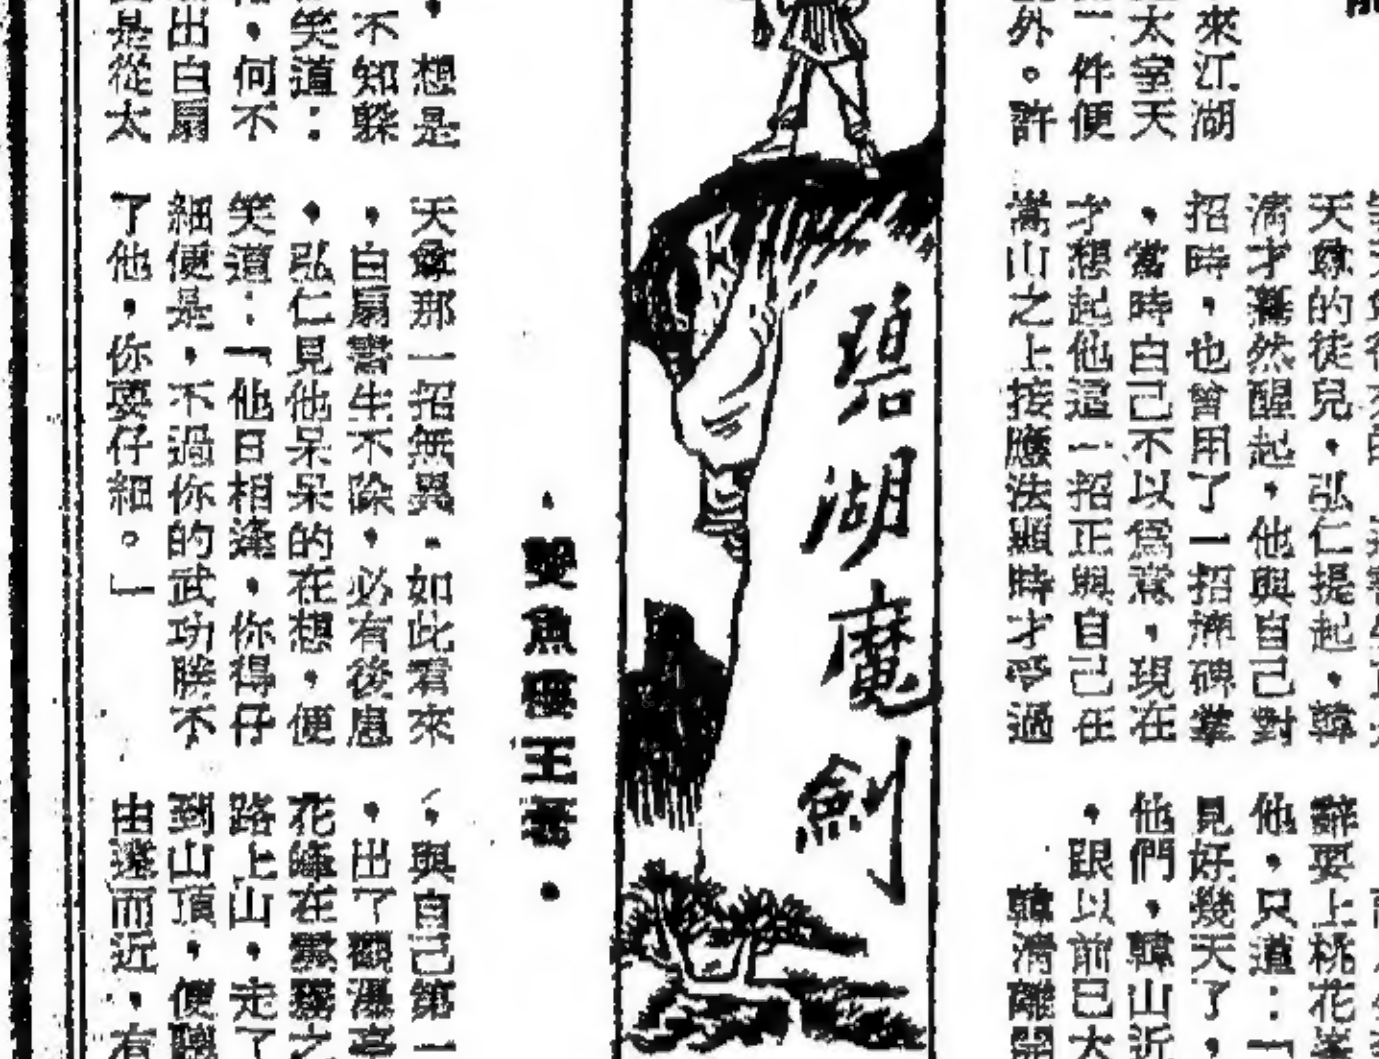 來江湖
太室天
一件便
外。許
天彝的徒兒,弘仁提起,韓
濤才驀然醒起,他與自己對
招時,也曾用了一招摔碑掌
,當時自己不以為意,現在
才想起他這一招正與自己在
嵩山之上接應法顯時才受過
辭要上桃花峯
他,只道:「
見好幾天了,
他們,韓山近
,跟以前已大
韓濤離開
碧湖魔劍
·雙魚樓主著·
,想是
不知躲
笑道:
,何不
出白扇
是從太
天彝那一招無異,如此看來
,白扇書生不除,必有後患
,弘仁見他呆呆的在想,便
笑道:「他日相逢,你得仔
細便是,不過你的武功勝不
了他,你要仔細。」
,與自己第一
,出了觀瀑亭
花峰在雲霧之
路上山,走了
到山頂,便聽
由遠而近,有